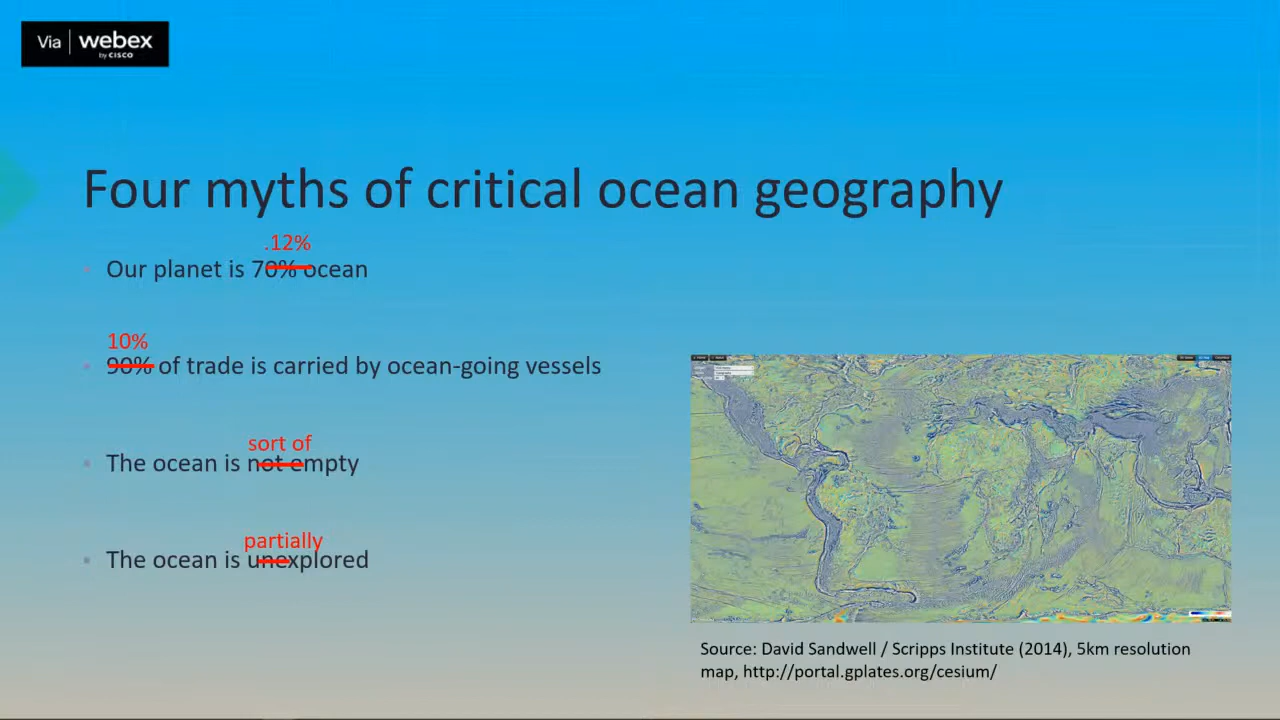 Via webex
by CISCO
Four myths of critical ocean geography
.12%
Our planet is 70% ocean
10%
90% of trade is carried by ocean-going vessels
sort of
The ocean is not empty
partially
The ocean is unexplored
Source: David Sandwell / Scripps Institute (2014), 5km resolution
map, http://portal.gplates.org/cesium/